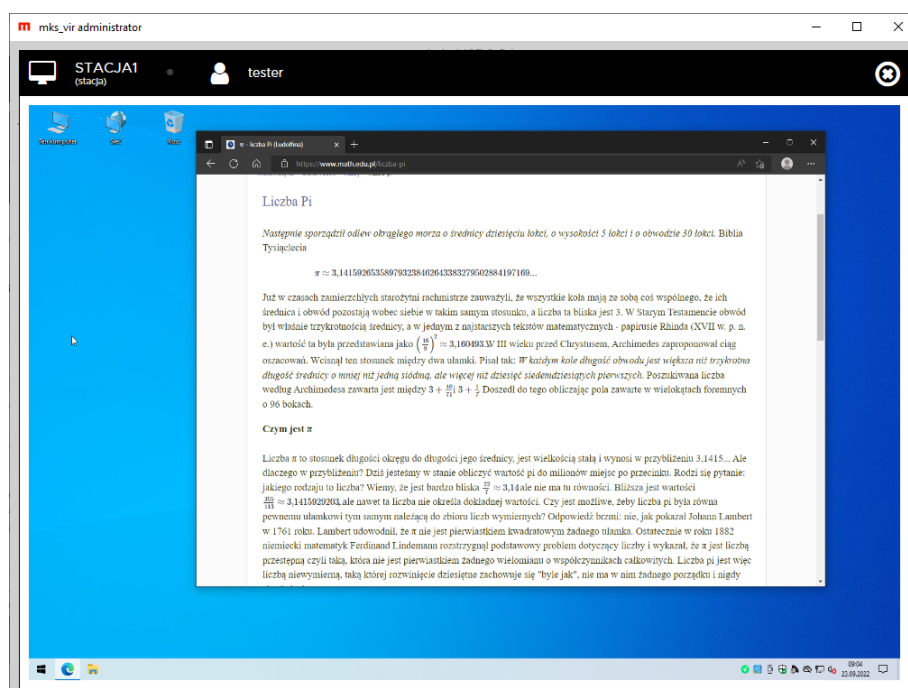 mks_vir administrator
STACJA1
(stacja)
tester
Ten komputer
Sieć
Kosz
π - liczba Pi (Ludolfina)
https://www.math.edu.pl/liczba-pi
Liczba Pi
Następnie sporządził odlew okrągłego morza o średnicy dziesięciu łokci, o wysokości 5 łokci i o obwodzie 30 łokci. Biblia
Tysiąclecia
π ≈ 3,14159265358979323846264338327950288419716​9...
Już w czasach zamierzchłych starożytni rachmistrze zauważyli, że wszystkie koła mają ze sobą coś wspólnego, że ich
średnica i obwód pozostają wobec siebie w takim samym stosunku, a liczba ta bliska jest 3. W Starym Testamencie obwód
był właśnie trzykrotnością średnicy, a w jednym z najstarszych tekstów matematycznych - papirusie Rhinda (XVII w. p. n.
e.) wartość ta była przedstawiana jako (16/9)² ≈ 3,160493.W III wieku przed Chrystusem, Archimedes zaproponował ciąg
oszacowań. Wcisnął ten stosunek między dwa ułamki. Pisał tak: W każdym kole długość obwodu jest większa niż trzykrotna
długość średnicy o mniej niż jedną siódmą, ale więcej niż dziesięć siedemdziesiątych pierwszych. Poszukiwana liczba
według Archimedesa zawarta jest między 3 + 10/71 i 3 + 1/7 Doszedł do tego obliczając pola zawarte w wielokątach foremnych
o 96 bokach.
Czym jest π
Liczba π to stosunek długości okręgu do długości jego średnicy, jest wielkością stałą i wynosi w przybliżeniu 3,1415... Ale
dlaczego w przybliżeniu? Dziś jesteśmy w stanie obliczyć wartość pi do milionów miejsc po przecinku. Rodzi się pytanie:
jakiego rodzaju to liczba? Wiemy, że jest bardzo bliska 22/7 ≈ 3,14 ale nie ma tu równości. Bliższa jest wartości
355/113 ≈ 3,1415929203, ale nawet ta liczba nie określa dokładnej wartości. Czy jest możliwe, żeby liczba pi była równa
pewnemu ułamkowi tym samym należącą do zbioru liczb wymiernych? Odpowiedź brzmi: nie, jak pokazał Johann Lambert
w 1761 roku. Lambert udowodnił, że π nie jest pierwiastkiem kwadratowym żadnego ułamka. Ostatecznie w roku 1882
niemiecki matematyk Ferdinand Lindemann rozstrzygnął podstawowy problem dotyczący liczby i wykazał, że π jest liczbą
przestępną czyli taką, która nie jest pierwiastkiem żadnego wielomianu o współczynnikach całkowitych. Liczba pi jest więc
liczbą niewymierną, taką której rozwinięcie dziesiętne zachowuje się "byle jak", nie ma w nim żadnego porządku i nigdy
09:04
23.09.2022